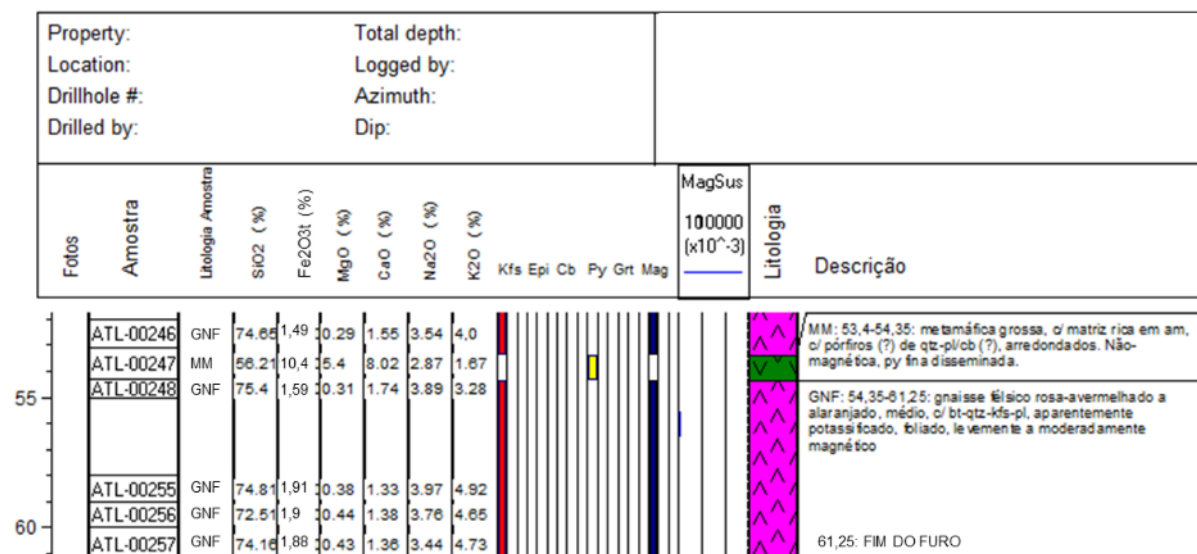 Property: Total depth:
Location: Logged by:
Drillhole #: Azimuth:
Drilled by: Dip:
Fotos
Amostra
Litologia Amostra
SiO2 (%)
Fe2O3t (%)
MgO (%)
CaO (%)
Na2O (%)
K2O (%)
Kfs Epi Cb Py Grt Mag
MagSus
100000
(x10^-3)
Litologia
Descrição
ATL-00246 GNF 74.65 1,49 0.29 1.55 3.54 4,0
ATL-00247 MM 56.21 10,4 5.4 8.02 2.87 1.67
ATL-00248 GNF 75.4 1,59 0.31 1.74 3.89 3.28
55
ATL-00255 GNF 74.81 1,91 0.38 1.33 3.97 4.92
ATL-00256 GNF 72.51 1,9 0.44 1.38 3.76 4.65
60
ATL-00257 GNF 74.16 1,88 0.43 1.36 3.44 4.73
MM: 53,4-54,35: metamáfica grossa, c/ matriz rica em am,
c/ pórfiros (?) de qtz-pl/cb (?), arredondados. Não-
magnética, py fina disseminada.
GNF: 54,35-61,25: gnaisse félsico rosa-avermelhado a
alaranjado, médio, c/ bt-qtz-kfs-pl, aparentemente
potassificado, foliado, levemente a moderadamente
magnético
61,25: FIM DO FURO